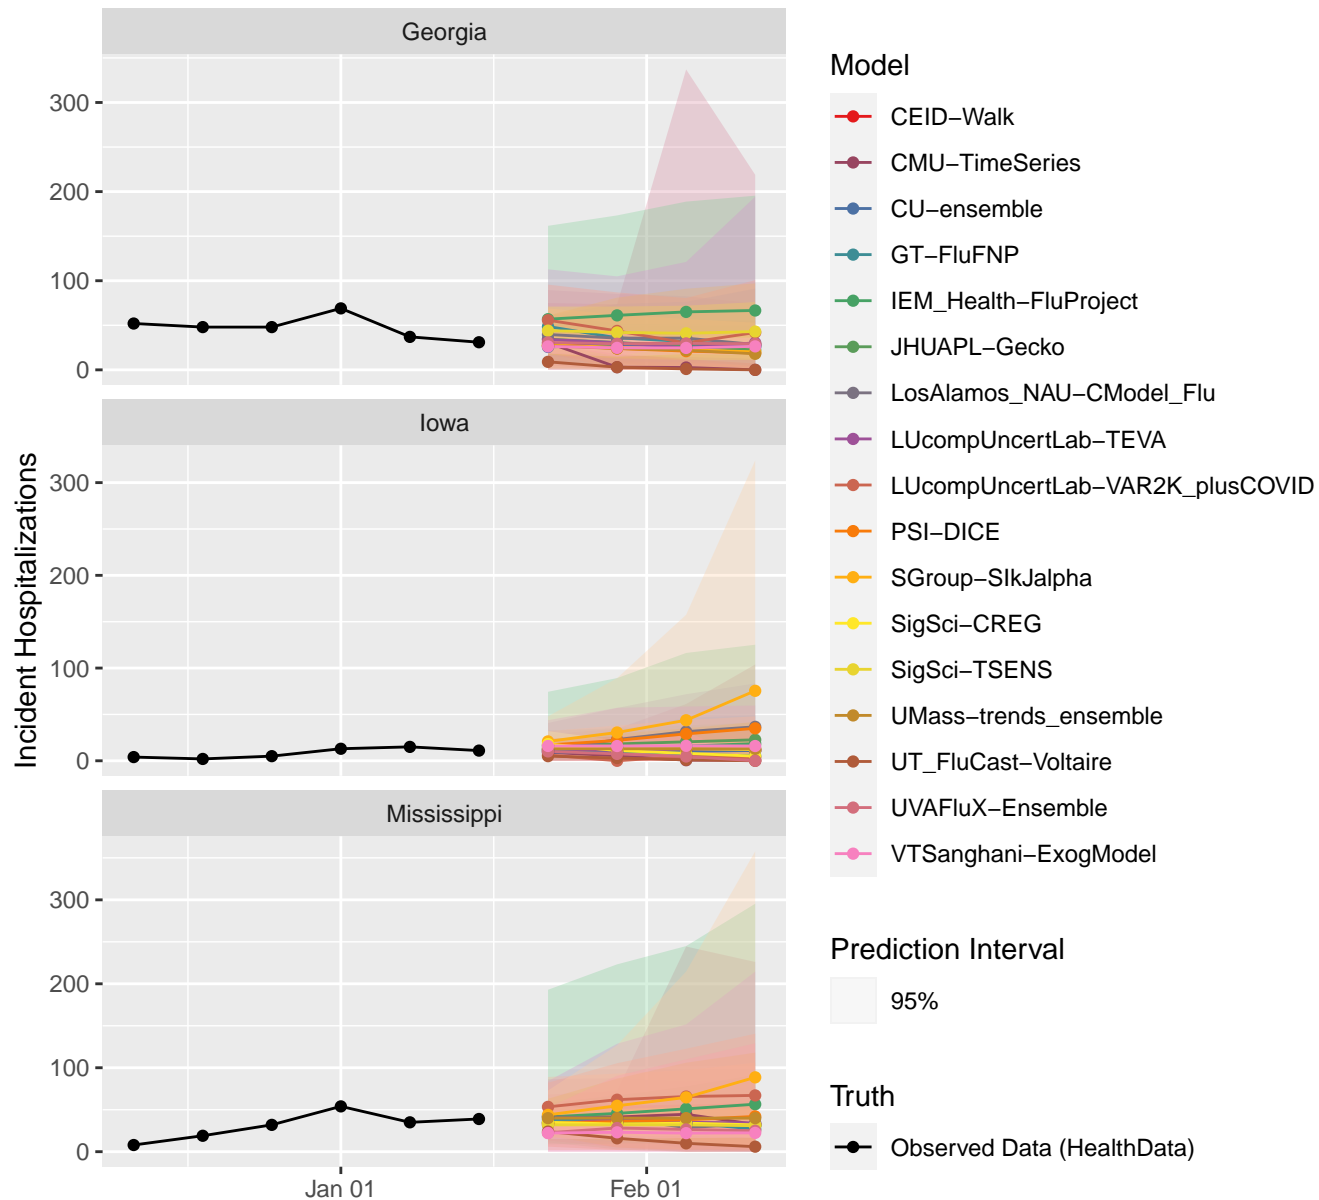 Georgia
300
200
100
0
Iowa
300
200
100
0
Mississippi
300
200
100
0
Jan 01
Feb 01
Incident Hospitalizations
Model
CEID−Walk
CMU−TimeSeries
CU−ensemble
GT−FluFNP
IEM_Health−FluProject
JHUAPL−Gecko
LosAlamos_NAU−CModel_Flu
LUcompUncertLab−TEVA
LUcompUncertLab−VAR2K_plusCOVID
PSI−DICE
SGroup−SIkJalpha
SigSci−CREG
SigSci−TSENS
UMass−trends_ensemble
UT_FluCast−Voltaire
UVAFluX−Ensemble
VTSanghani−ExogModel
Prediction Interval
95%
Truth
Observed Data (HealthData)